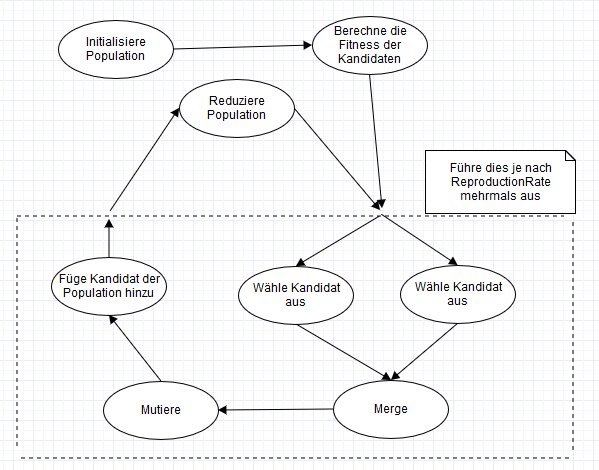 Initialisiere
Population
Berechne die
Fitness der
Kandidaten
Reduziere
Population
Führe dies je nach
ReproductionRate
mehrmals aus
Füge Kandidat der
Population hinzu
Wähle Kandidat
aus
Wähle Kandidat
aus
Mutiere
Merge